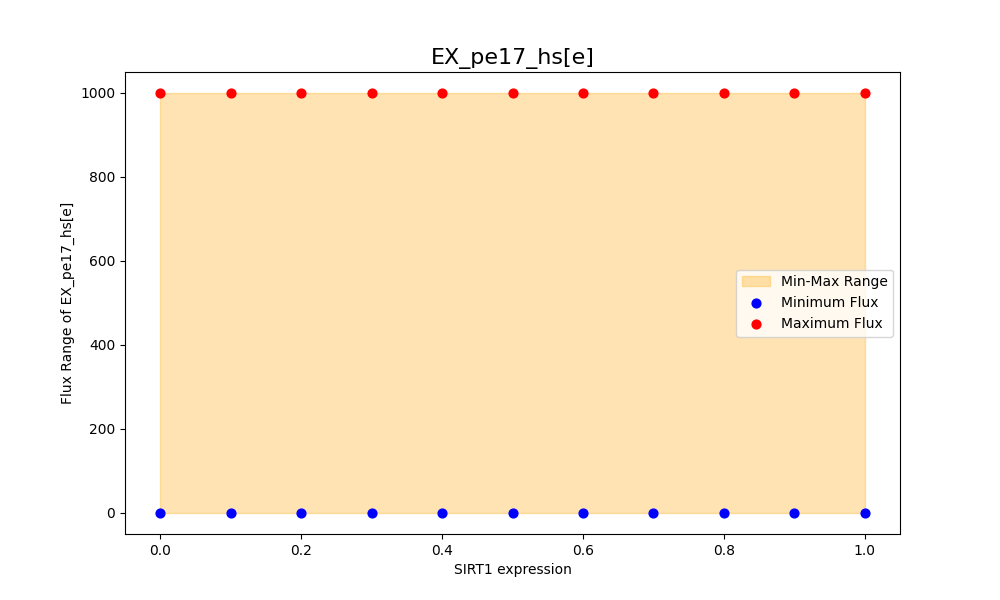 EX_pe17_hs[e]
Flux Range of EX_pe17_hs[e]
1000
800
600
400
200
0
Min-Max Range
Minimum Flux
Maximum Flux
0.0 0.2 0.4 0.6 0.8 1.0
SIRT1 expression